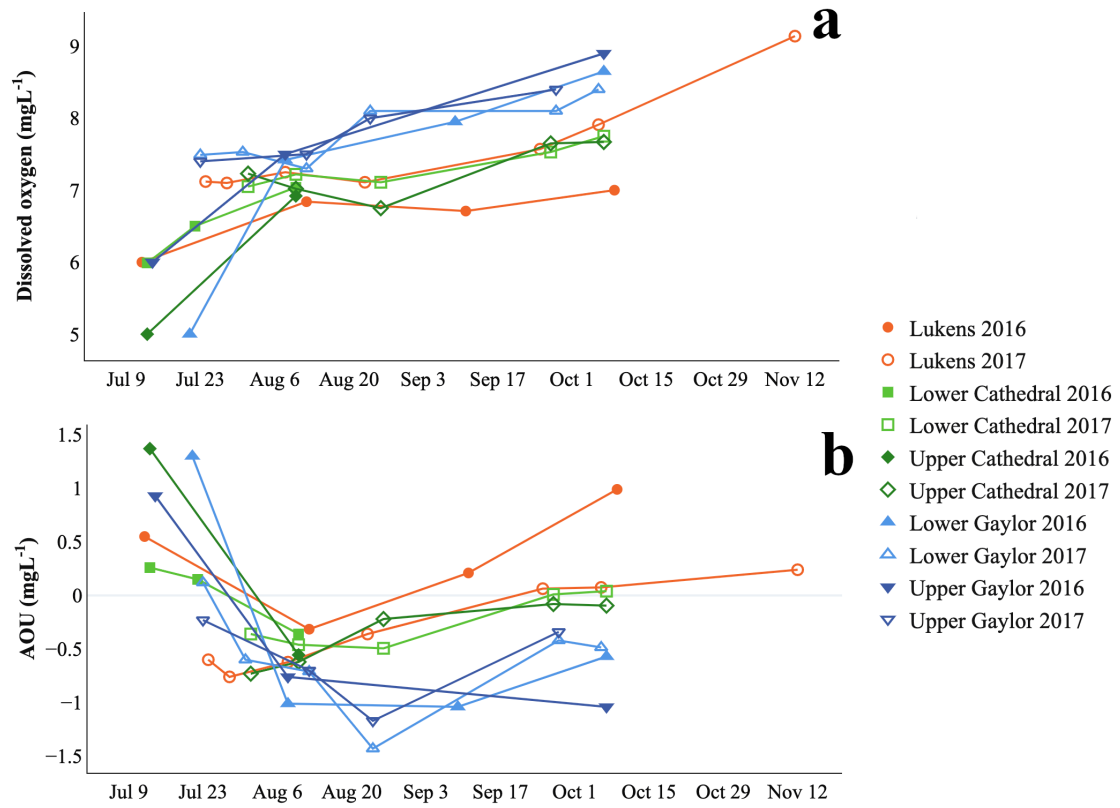 a
Dissolved oxygen (mgL⁻¹)
9
8
7
6
5
Jul 9 Jul 23 Aug 6 Aug 20 Sep 3 Sep 17 Oct 1 Oct 15 Oct 29 Nov 12
b
AOU (mgL⁻¹)
1.5
1
0.5
0
−0.5
−1
−1.5
Jul 9 Jul 23 Aug 6 Aug 20 Sep 3 Sep 17 Oct 1 Oct 15 Oct 29 Nov 12
Lukens 2016
Lukens 2017
Lower Cathedral 2016
Lower Cathedral 2017
Upper Cathedral 2016
Upper Cathedral 2017
Lower Gaylor 2016
Lower Gaylor 2017
Upper Gaylor 2016
Upper Gaylor 2017